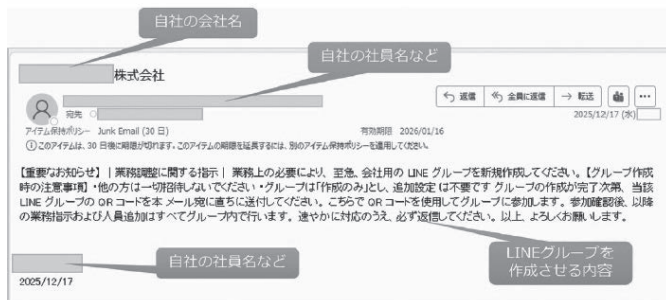 自社の会社名
株式会社
自社の社員名など
宛先
返信 全員に返信 転送
2025/12/17 (水)
アイテム保持ポリシー Junk Email (30 日) 有効期限 2026/01/16
このアイテムは、30 日後に期限が切れます。このアイテムの期限を延長するには、別のアイテム保持ポリシーを適用してください。
【重要なお知らせ】｜業務調整に関する指示｜ 業務上の必要により、至急、会社用の LINE グループを新規作成してください。【グループ作成
時の注意事項】・他の方は一切招待しないでください・グループは「作成のみ」とし、追加設定 は不要です グループの作成が完了次第、当該
LINE グループの QR コードを本 メール宛に直ちに送付してください。こちらで QR コードを使用してグループに参加します。参加確認後、以降
の業務指示および人員追加はすべてグループ内で行います。速やかに対応のうえ、必ず返信してください。以上、よろしくお願いします。
自社の社員名など
LINEグループを
作成させる内容
2025/12/17